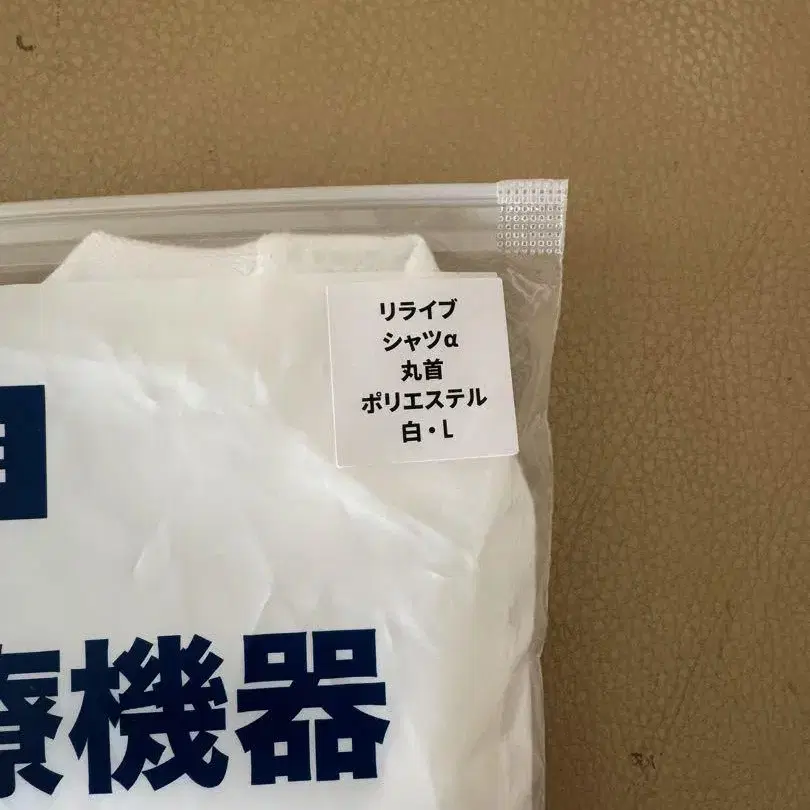 リライブ
シャツα
丸首
ポリエステル
白・L
療機器